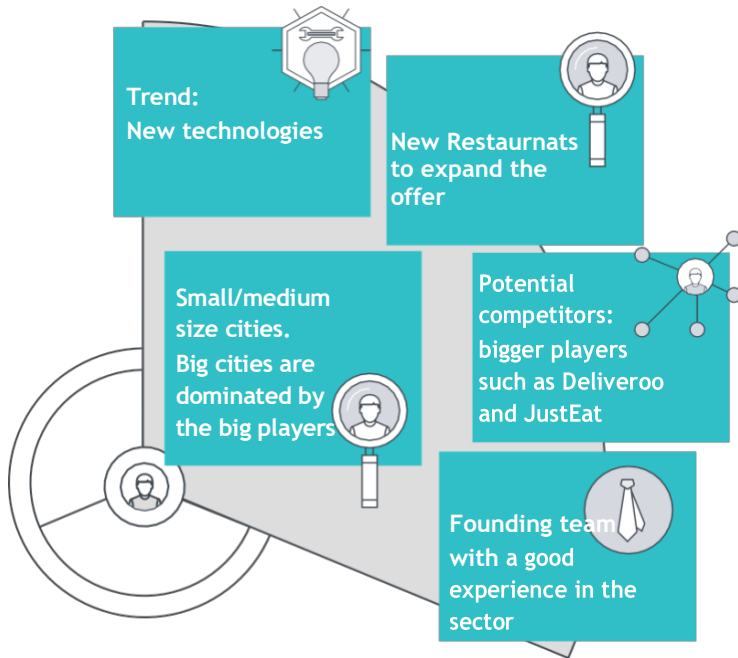 Trend:
New technologies
New Restaurnats
to expand the
offer
Small/medium
size cities.
Big cities are
dominated by
the big players
Potential
competitors:
bigger players
such as Deliveroo
and JustEat
Founding team
with a good
experience in the
sector